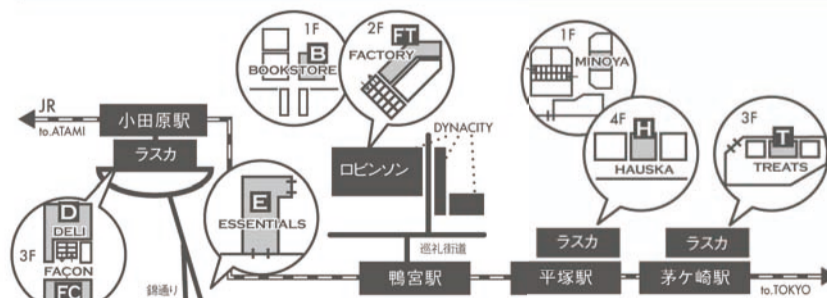 JR
to.ATAMI
小田原駅
ラスカ
D
DELI
3F
FAÇON
FC
錦通り
E
ESSENTIALS
1F
B
BOOKSTORE
2F
FT
FACTORY
DYNACITY
ロビンソン
巡礼街道
鴨宮駅
1F
MINOYA
4F
H
HAUSKA
ラスカ
平塚駅
3F
T
TREATS
ラスカ
茅ケ崎駅
to.TOKYO